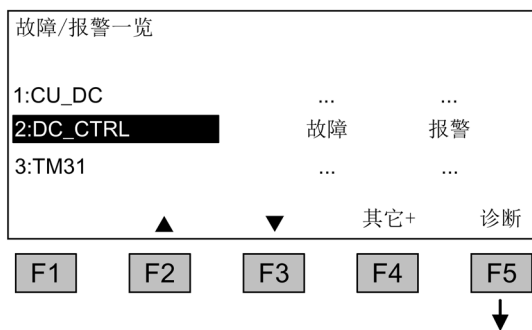 故障/报警一览
1:CU_DC ... ...
2:DC_CTRL 故障 报警
3:TM31 ... ...
▲ ▼ 其它+ 诊断
F1 F2 F3 F4 F5